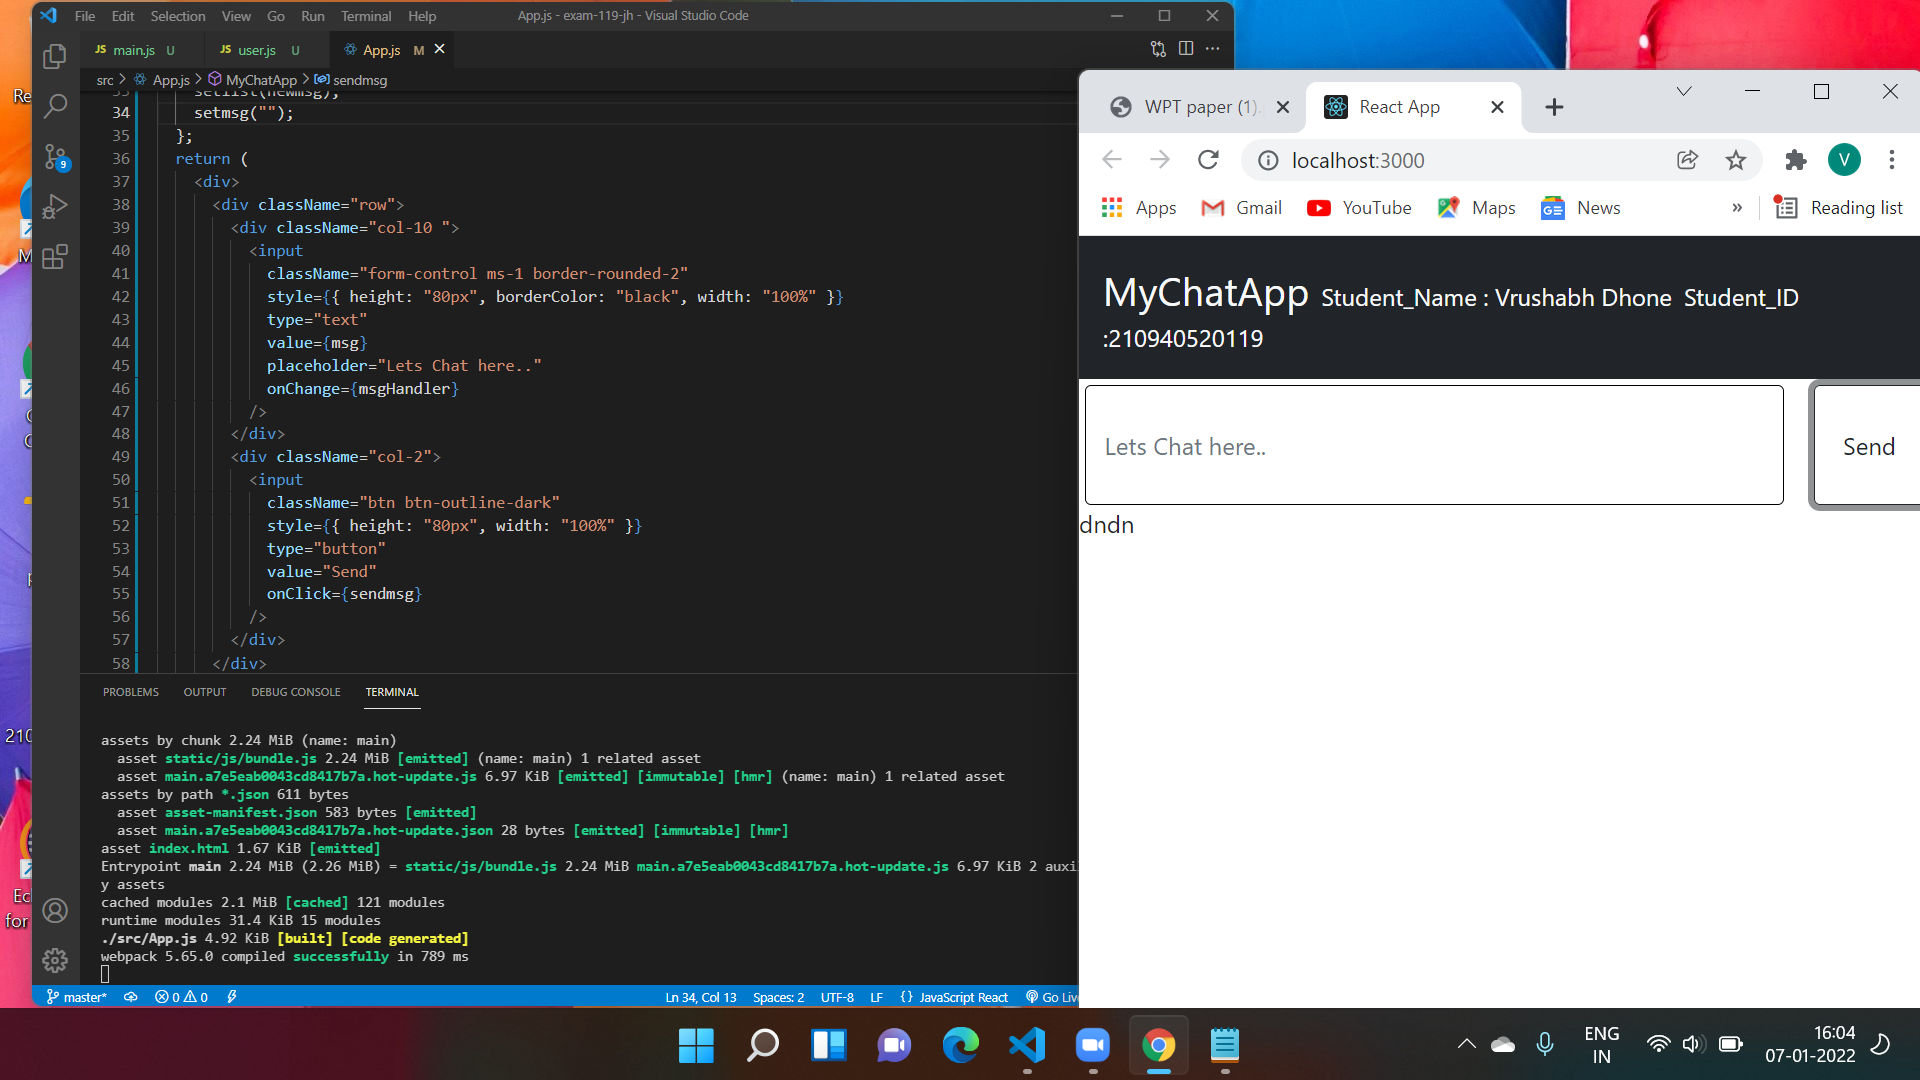 File Edit Selection View Go Run Terminal Help App.js - exam-119-jh - Visual Studio Code
JS main.js U JS user.js U App.js M
src > App.js > MyChatApp > sendmsg
33 setlist(newmsg);
34 setmsg("");
35 };
36 return (
37 <div>
38 <div className="row">
39 <div className="col-10 ">
40 <input
41 className="form-control ms-1 border-rounded-2"
42 style={{ height: "80px", borderColor: "black", width: "100%" }}
43 type="text"
44 value={msg}
45 placeholder="Lets Chat here.."
46 onChange={msgHandler}
47 />
48 </div>
49 <div className="col-2">
50 <input
51 className="btn btn-outline-dark"
52 style={{ height: "80px", width: "100%" }}
53 type="button"
54 value="Send"
55 onClick={sendmsg}
56 />
57 </div>
58 </div>
9
PROBLEMS OUTPUT DEBUG CONSOLE TERMINAL
assets by chunk 2.24 MiB (name: main)
asset static/js/bundle.js 2.24 MiB [emitted] (name: main) 1 related asset
asset main.a7e5eab0043cd8417b7a.hot-update.js 6.97 KiB [emitted] [immutable] [hmr] (name: main) 1 related asset
assets by path *.json 611 bytes
asset asset-manifest.json 583 bytes [emitted]
asset main.a7e5eab0043cd8417b7a.hot-update.json 28 bytes [emitted] [immutable] [hmr]
asset index.html 1.67 KiB [emitted]
Entrypoint main 2.24 MiB (2.26 MiB) = static/js/bundle.js 2.24 MiB main.a7e5eab0043cd8417b7a.hot-update.js 6.97 KiB 2 auxi
y assets
cached modules 2.1 MiB [cached] 121 modules
runtime modules 31.4 KiB 15 modules
./src/App.js 4.92 KiB [built] [code generated]
webpack 5.65.0 compiled successfully in 789 ms
master* 0 0 Ln 34, Col 13 Spaces: 2 UTF-8 LF {} JavaScript React Go Live
WPT paper (1). React App
localhost:3000 V
Apps Gmail YouTube Maps News » Reading list
MyChatApp Student_Name : Vrushabh Dhone Student_ID
:210940520119
Lets Chat here.. Send
dndn
Re
M
210
Ec
for
ENG
IN
16:04
07-01-2022